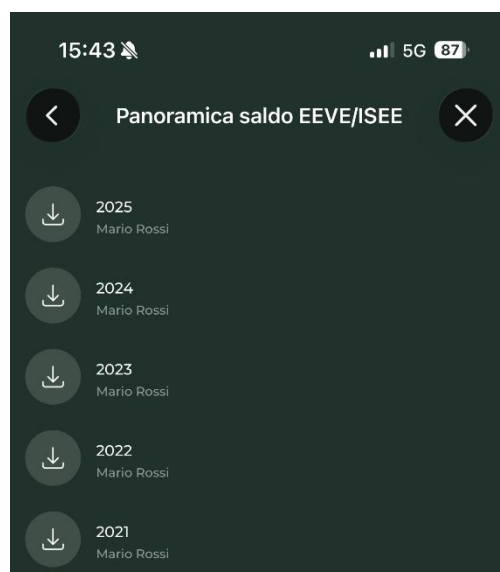 15:43
5G 87
Panoramica saldo EEVE/ISEE
2025
Mario Rossi
2024
Mario Rossi
2023
Mario Rossi
2022
Mario Rossi
2021
Mario Rossi